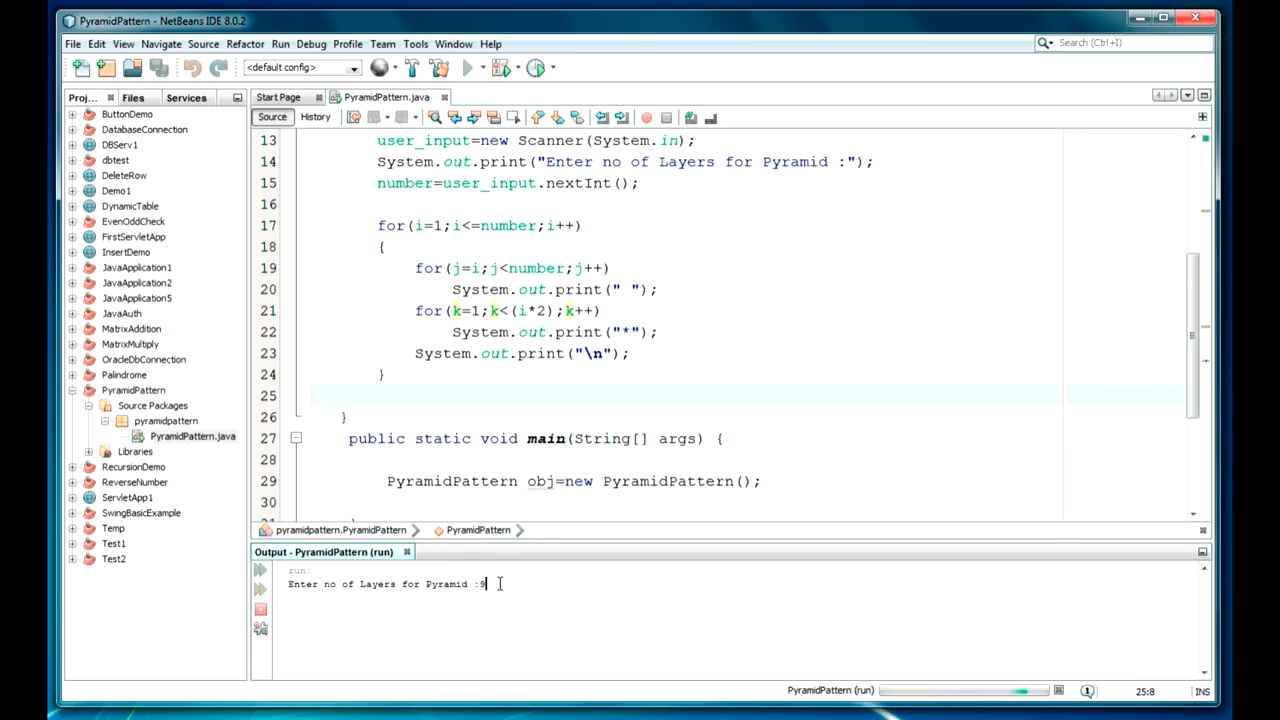 PyramidPattern - NetBeans IDE 8.0.2
File Edit View Navigate Source Refactor Run Debug Profile Team Tools Window Help
Search (Ctrl+I)
<default config>
Proj... Files Services
ButtonDemo
DatabaseConnection
DBServ1
dbtest
DeleteRow
Demo1
DynamicTable
EvenOddCheck
FirstServletApp
InsertDemo
JavaApplication1
JavaApplication2
JavaApplication5
JavaAuth
MatrixAddition
MatrixMultiply
OracleDbConnection
Palindrome
PyramidPattern
Source Packages
pyramidpattern
PyramidPattern.java
Libraries
RecursionDemo
ReverseNumber
ServletApp1
SwingBasicExample
Temp
Test1
Test2
Start Page PyramidPattern.java
Source History
13 user_input=new Scanner(System.in);
14 System.out.print("Enter no of Layers for Pyramid :");
15 number=user_input.nextInt();
16
17 for(i=1;i<=number;i++)
18 {
19 for(j=i;j<number;j++)
20 System.out.print(" ");
21 for(k=1;k<(i*2);k++)
22 System.out.print("*");
23 System.out.print("\n");
24 }
25
26 }
27 public static void main(String[] args) {
28
29 PyramidPattern obj=new PyramidPattern();
30
pyramidpattern.PyramidPattern PyramidPattern
Output - PyramidPattern (run)
run:
Enter no of Layers for Pyramid :9
PyramidPattern (run) 1 25:8 INS